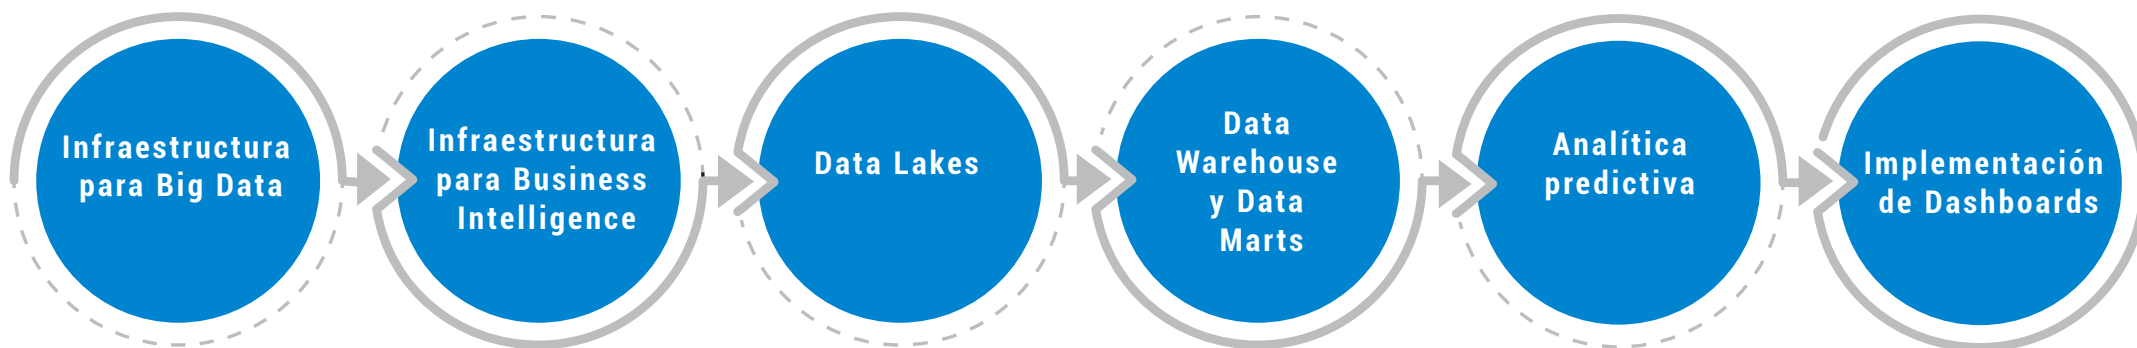 Infraestructura
para Big Data
Infraestructura
para Business
Intelligence
Data Lakes
Data
Warehouse
y Data
Marts
Analítica
predictiva
Implementación
de Dashboards